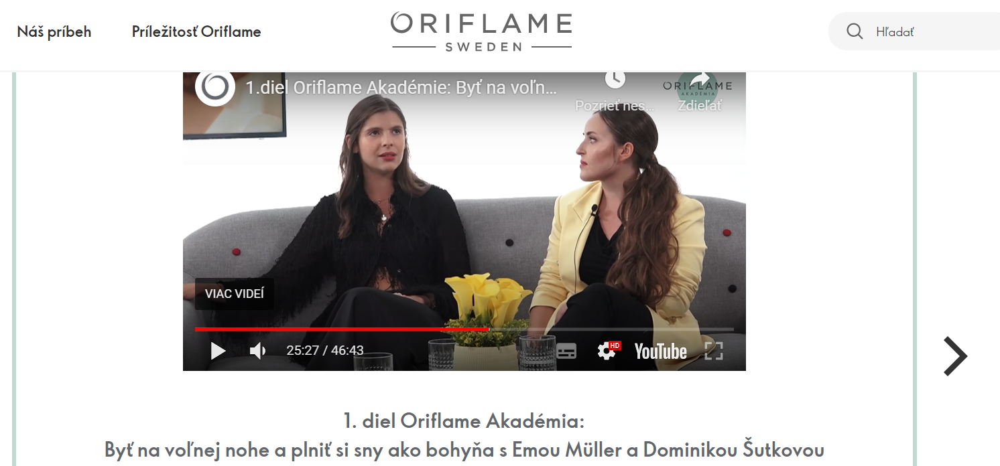 Náš príbeh
Príležitosť Oriflame
ORIFLAME
SWEDEN
Hľadať
1.diel Oriflame Akadémie: Byť na voľn...
Pozrieť nes...
Zdieľať
ORIFLAME
AKADÉMIA
VIAC VIDEÍ
25:27 / 46:43
HD
YouTube
1. diel Oriflame Akadémia:
Byť na voľnej nohe a plniť si sny ako bohyňa s Emou Müller a Dominikou Šutkovou